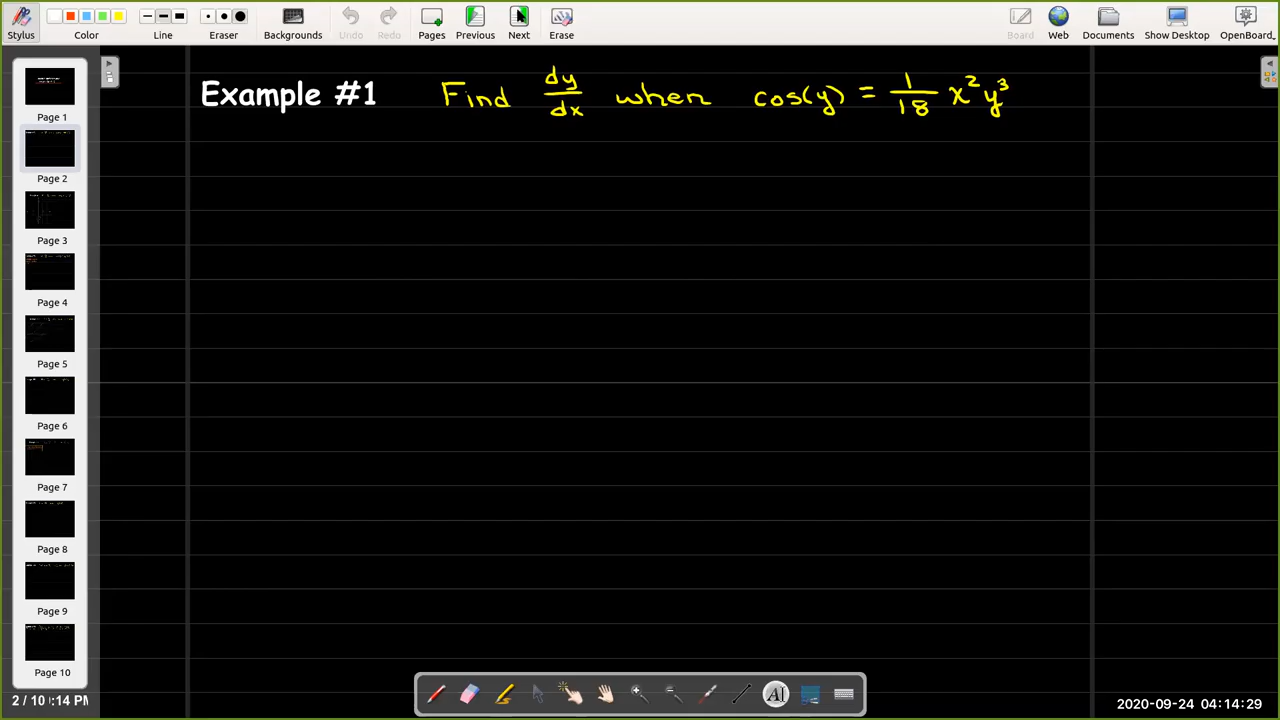 Stylus Color Line Eraser Backgrounds Undo Redo Pages Previous Next Erase Board Web Documents Show Desktop OpenBoard
Example #1 Find dy/dx when cos(y) = 1/18 x²y³
Page 1
Page 2
Page 3
Page 4
Page 5
Page 6
Page 7
Page 8
Page 9
Page 10
2 / 10
2020-09-24 04:14:29